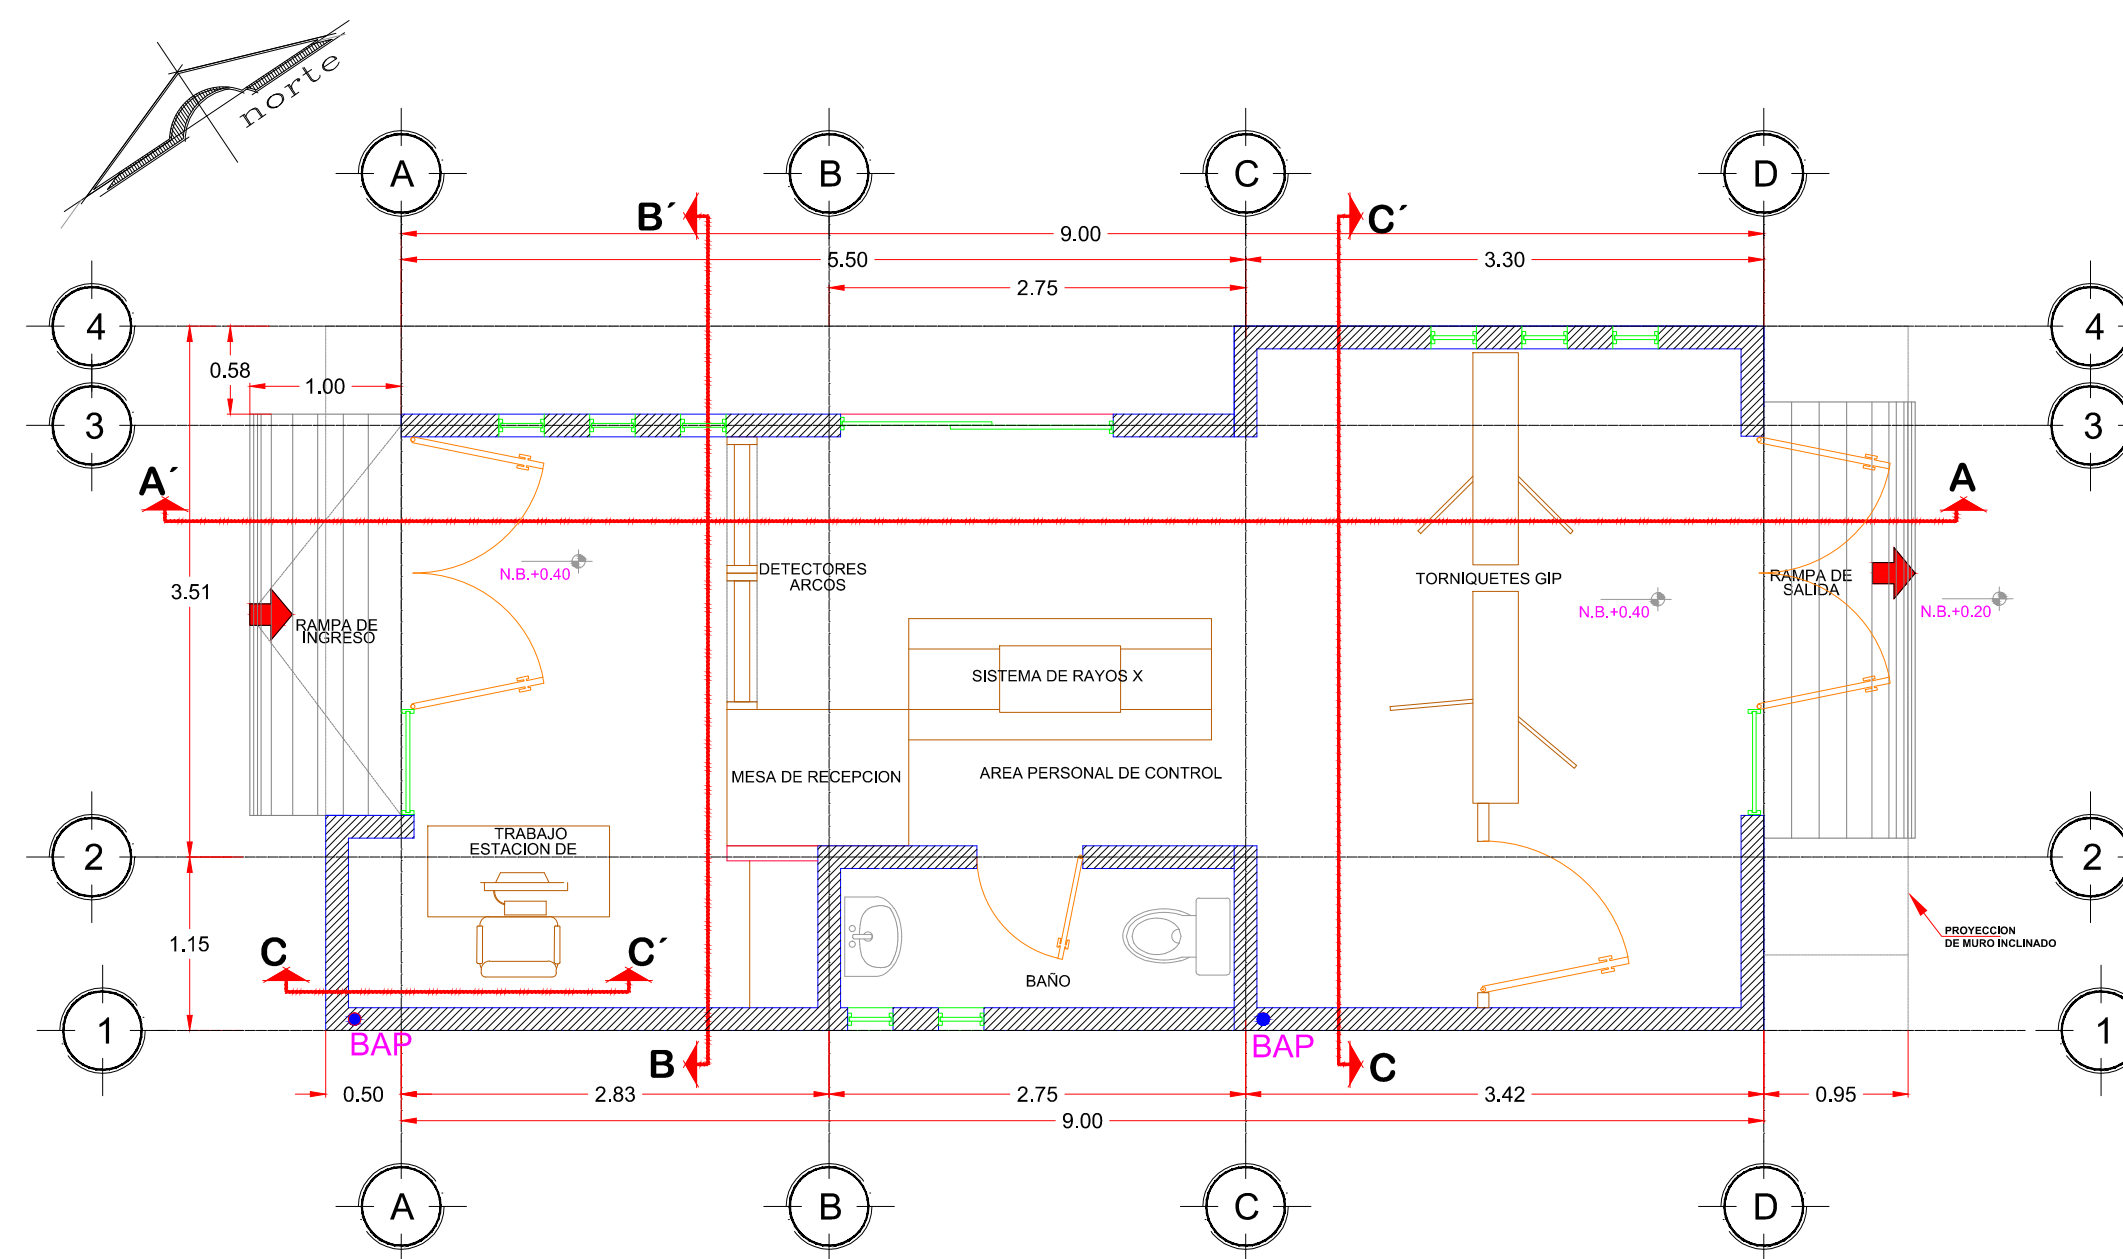 norte
A
B
C
D
B´
C´
9.00
5.50
3.30
2.75
4
4
0.58
1.00
3
3
A´
A
DETECTORES
ARCOS
N.B.+0.40
TORNIQUETES GIP
RAMPA DE
SALIDA
3.51
N.B.+0.40
N.B.+0.20
RAMPA DE
INGRESO
SISTEMA DE RAYOS X
MESA DE RECEPCION
AREA PERSONAL DE CONTROL
TRABAJO
ESTACION DE
2
2
PROYECCION
DE MURO INCLINADO
1.15
C
C´
BAÑO
1
1
BAP
BAP
B
C
0.50
2.83
2.75
3.42
0.95
9.00
A
B
C
D